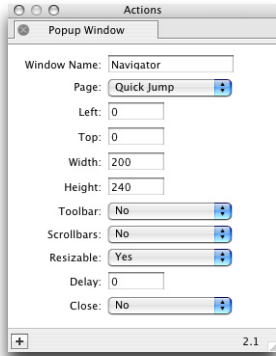 Actions
Popup Window
Window Name: Navigator
Page: Quick Jump
Left: 0
Top: 0
Width: 200
Height: 240
Toolbar: No
Scrollbars: No
Resizable: Yes
Delay: 0
Close: No
+ 2.1